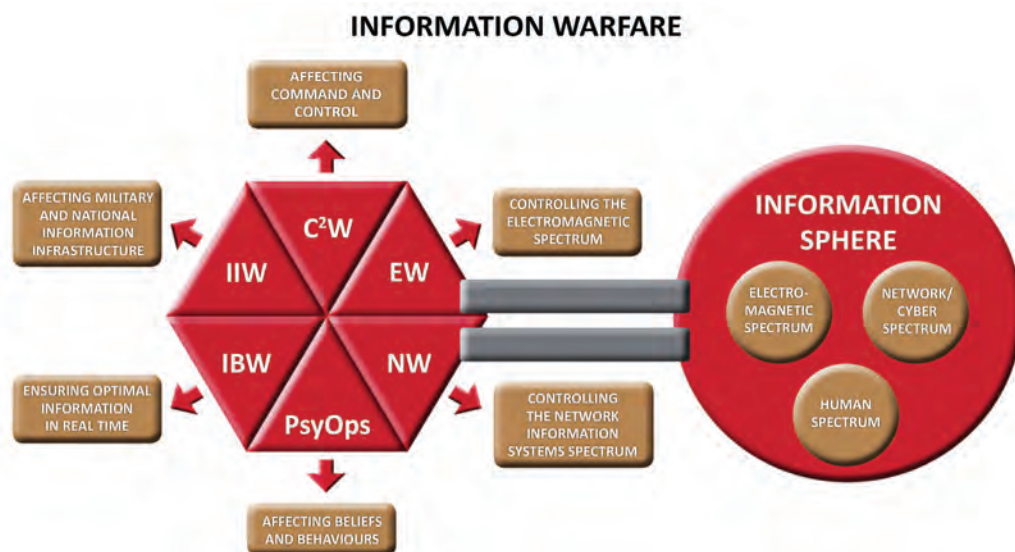 INFORMATION WARFARE
AFFECTING
COMMAND AND
CONTROL
AFFECTING MILITARY
AND NATIONAL
INFORMATION
INFRASTRUCTURE
CONTROLLING THE
ELECTROMAGNETIC
SPECTRUM
C²W
IIW
EW
IBW
NW
PsyOps
ENSURING OPTIMAL
INFORMATION
IN REAL TIME
CONTROLLING
THE NETWORK
INFORMATION
SYSTEMS SPECTRUM
AFFECTING BELIEFS
AND BEHAVIOURS
INFORMATION
SPHERE
ELECTRO-
MAGNETIC
SPECTRUM
NETWORK/
CYBER
SPECTRUM
HUMAN
SPECTRUM